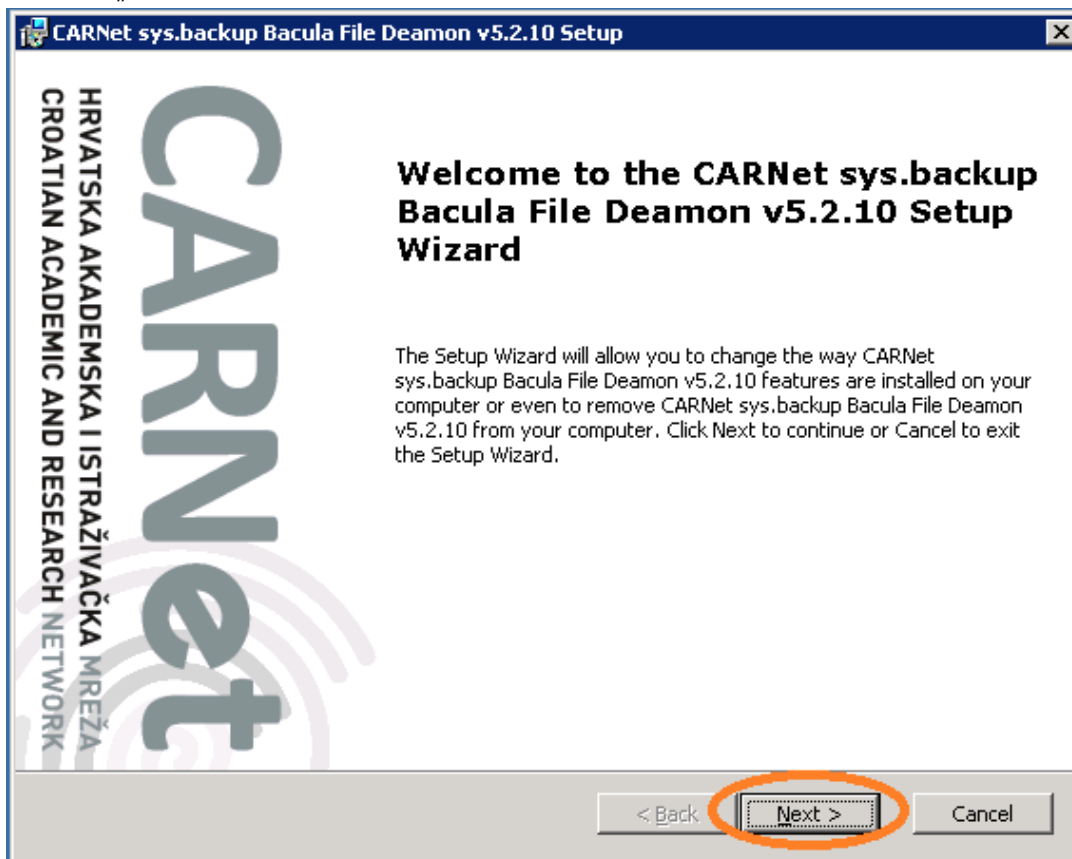 CARNet sys.backup Bacula File Deamon v5.2.10 Setup
HRVATSKA AKADEMSKA I ISTRAŽIVAČKA MREŽA
CROATIAN ACADEMIC AND RESEARCH NETWORK
CARNet
Welcome to the CARNet sys.backup
Bacula File Deamon v5.2.10 Setup
Wizard
The Setup Wizard will allow you to change the way CARNet
sys.backup Bacula File Deamon v5.2.10 features are installed on your
computer or even to remove CARNet sys.backup Bacula File Deamon
v5.2.10 from your computer. Click Next to continue or Cancel to exit
the Setup Wizard.
< Back Next > Cancel